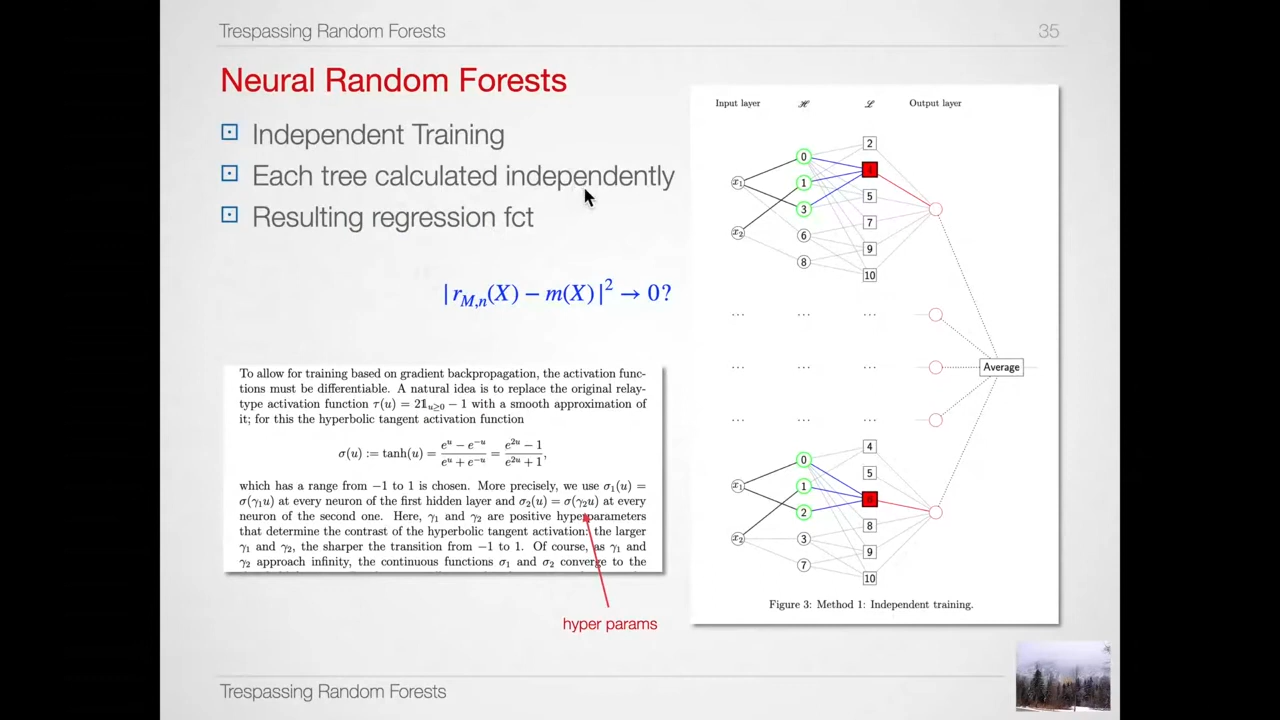 Trespassing Random Forests
35
Neural Random Forests
Independent Training
Each tree calculated independently
Resulting regression fct
|r_{M,n}(X) − m(X)|² → 0?
To allow for training based on gradient backpropagation, the activation func-
tions must be differentiable. A natural idea is to replace the original relay-
type activation function τ(u) = 2𝟙_{u≥0} − 1 with a smooth approximation of
it; for this the hyperbolic tangent activation function
σ(u) := tanh(u) = (e^u − e^{−u})/(e^u + e^{−u}) = (e^{2u} − 1)/(e^{2u} + 1),
which has a range from −1 to 1 is chosen. More precisely, we use σ₁(u) =
σ(γ₁u) at every neuron of the first hidden layer and σ₂(u) = σ(γ₂u) at every
neuron of the second one. Here, γ₁ and γ₂ are positive hyperparameters
that determine the contrast of the hyperbolic tangent activation: the larger
γ₁ and γ₂, the sharper the transition from −1 to 1. Of course, as γ₁ and
γ₂ approach infinity, the continuous functions σ₁ and σ₂ converge to the
hyper params
Input layer ℋ ℒ Output layer
2
0
x₁ 1
5
3
7
x₂ 6
9
8
10
... ... ...
... ... ...
Average
... ... ...
4
0
5
x₁ 1
2
8
x₂ 3
9
7
10
Figure 3: Method 1: Independent training.
Trespassing Random Forests